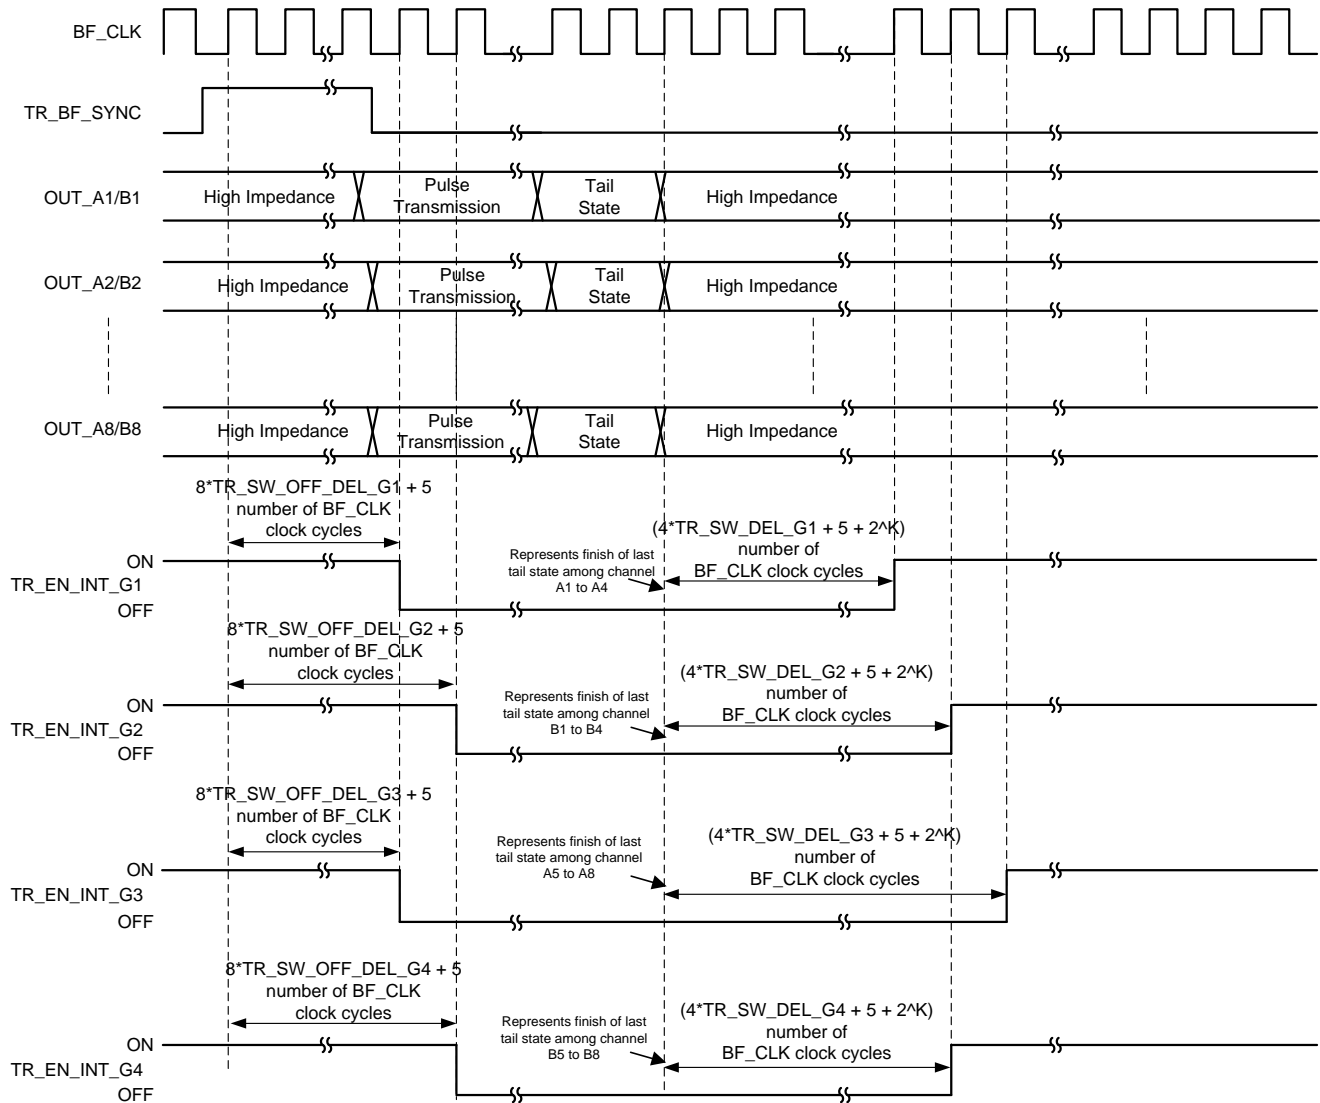 BF_CLK
TR_BF_SYNC
OUT_A1/B1
High Impedance
Pulse
Transmission
Tail
State
High Impedance
OUT_A2/B2
High Impedance
Pulse
Transmission
Tail
State
High Impedance
OUT_A8/B8
High Impedance
Pulse
Transmission
Tail
State
High Impedance
8*TR_SW_OFF_DEL_G1 + 5
number of BF_CLK
clock cycles
(4*TR_SW_DEL_G1 + 5 + 2^K)
number of
BF_CLK clock cycles
Represents finish of last
tail state among channel
A1 to A4
ON
TR_EN_INT_G1
OFF
8*TR_SW_OFF_DEL_G2 + 5
number of BF_CLK
clock cycles
(4*TR_SW_DEL_G2 + 5 + 2^K)
number of
BF_CLK clock cycles
Represents finish of last
tail state among channel
B1 to B4
ON
TR_EN_INT_G2
OFF
8*TR_SW_OFF_DEL_G3 + 5
number of BF_CLK
clock cycles
(4*TR_SW_DEL_G3 + 5 + 2^K)
number of
BF_CLK clock cycles
Represents finish of last
tail state among channel
A5 to A8
ON
TR_EN_INT_G3
OFF
8*TR_SW_OFF_DEL_G4 + 5
number of BF_CLK
clock cycles
(4*TR_SW_DEL_G4 + 5 + 2^K)
number of
BF_CLK clock cycles
Represents finish of last
tail state among channel
B5 to B8
ON
TR_EN_INT_G4
OFF